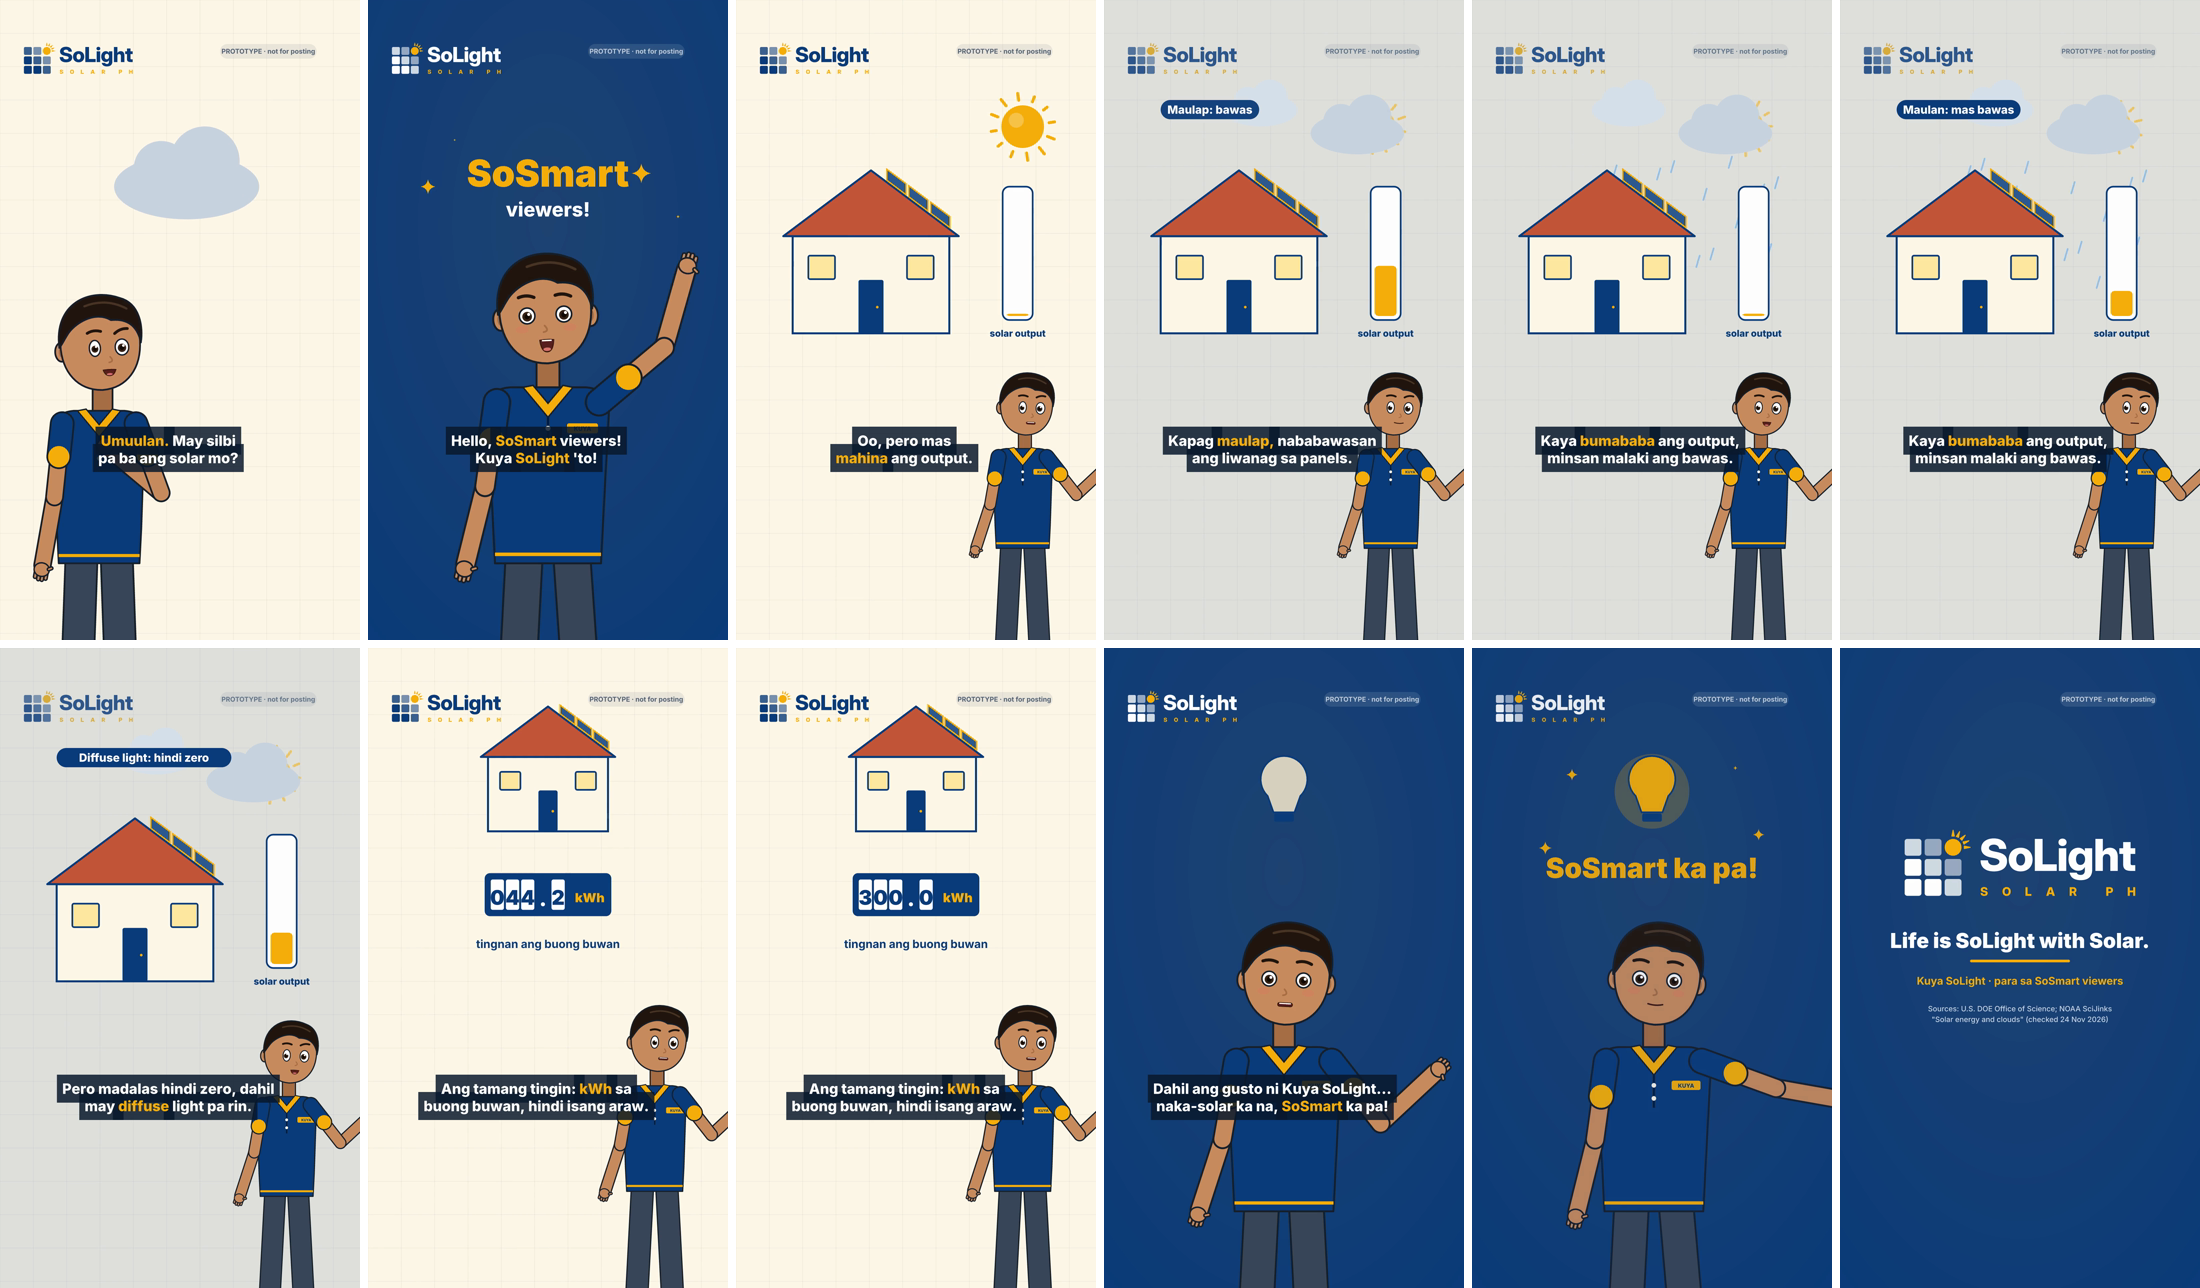 SoLight
SOLAR PH
PROTOTYPE - not for posting
Umuulan. May silbi
pa ba ang solar mo?
SoLight
SOLAR PH
PROTOTYPE - not for posting
SoSmart
viewers!
Hello, SoSmart viewers!
Kuya SoLight 'to!
SoLight
SOLAR PH
PROTOTYPE - not for posting
solar output
Oo, pero mas
mahina ang output.
KUYA
SoLight
SOLAR PH
PROTOTYPE - not for posting
Maulap: bawas
solar output
Kapag maulap, nababawasan
ang liwanag sa panels.
KUYA
SoLight
SOLAR PH
PROTOTYPE - not for posting
solar output
Kaya bumababa ang output,
minsan malaki ang bawas.
KUYA
SoLight
SOLAR PH
PROTOTYPE - not for posting
Maulan: mas bawas
solar output
Kaya bumababa ang output,
minsan malaki ang bawas.
KUYA
SoLight
SOLAR PH
PROTOTYPE - not for posting
Diffuse light: hindi zero
solar output
Pero madalas hindi zero, dahil
may diffuse light pa rin.
KUYA
SoLight
SOLAR PH
PROTOTYPE - not for posting
044.2 kWh
tingnan ang buong buwan
Ang tamang tingin: kWh sa
buong buwan, hindi isang araw.
KUYA
SoLight
SOLAR PH
PROTOTYPE - not for posting
300.0 kWh
tingnan ang buong buwan
Ang tamang tingin: kWh sa
buong buwan, hindi isang araw.
KUYA
SoLight
SOLAR PH
PROTOTYPE - not for posting
Dahil ang gusto ni Kuya SoLight...
naka-solar ka na, SoSmart ka pa!
SoLight
SOLAR PH
PROTOTYPE - not for posting
SoSmart ka pa!
KUYA
PROTOTYPE - not for posting
SoLight
SOLAR PH
Life is SoLight with Solar.
Kuya SoLight · para sa SoSmart viewers
Sources: U.S. DOE Office of Science; NOAA SciJinks
"Solar energy and clouds" (checked 24 Nov 2026)